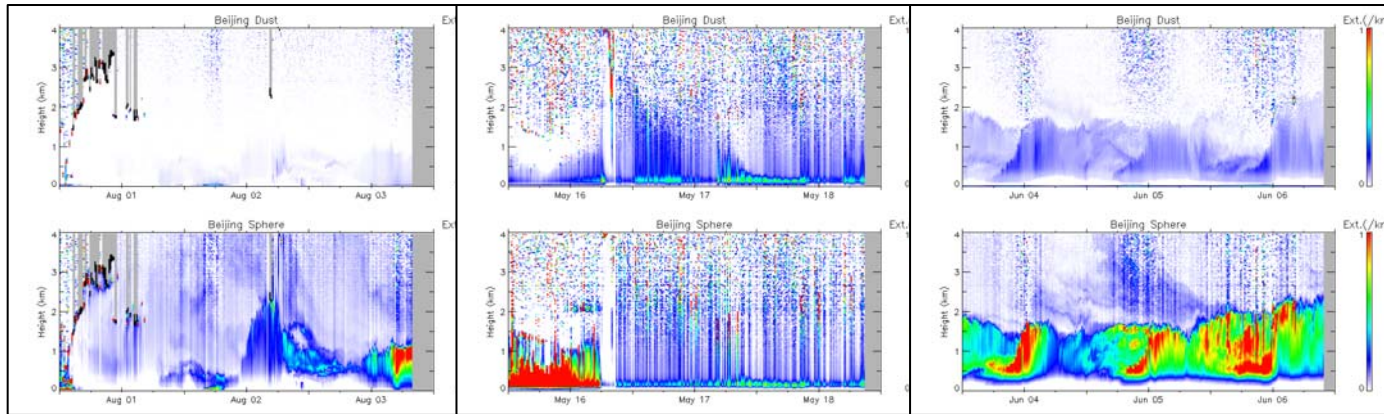 Beijing Dust
Ext
4
3
2
1
0
Height (km)
Aug 01
Aug 02
Aug 03
Beijing Sphere
Ext
4
3
2
1
0
Height (km)
Aug 01
Aug 02
Aug 03
Beijing Dust
Ext.
4
3
2
1
0
Height (km)
May 16
May 17
May 18
Beijing Sphere
Ext.
4
3
2
1
0
Height (km)
May 16
May 17
May 18
Beijing Dust
Ext.(/km
4
3
2
1
0
Height (km)
1
0
Jun 04
Jun 05
Jun 06
Beijing Sphere
Ext.(/km
4
3
2
1
0
Height (km)
1
0
Jun 04
Jun 05
Jun 06